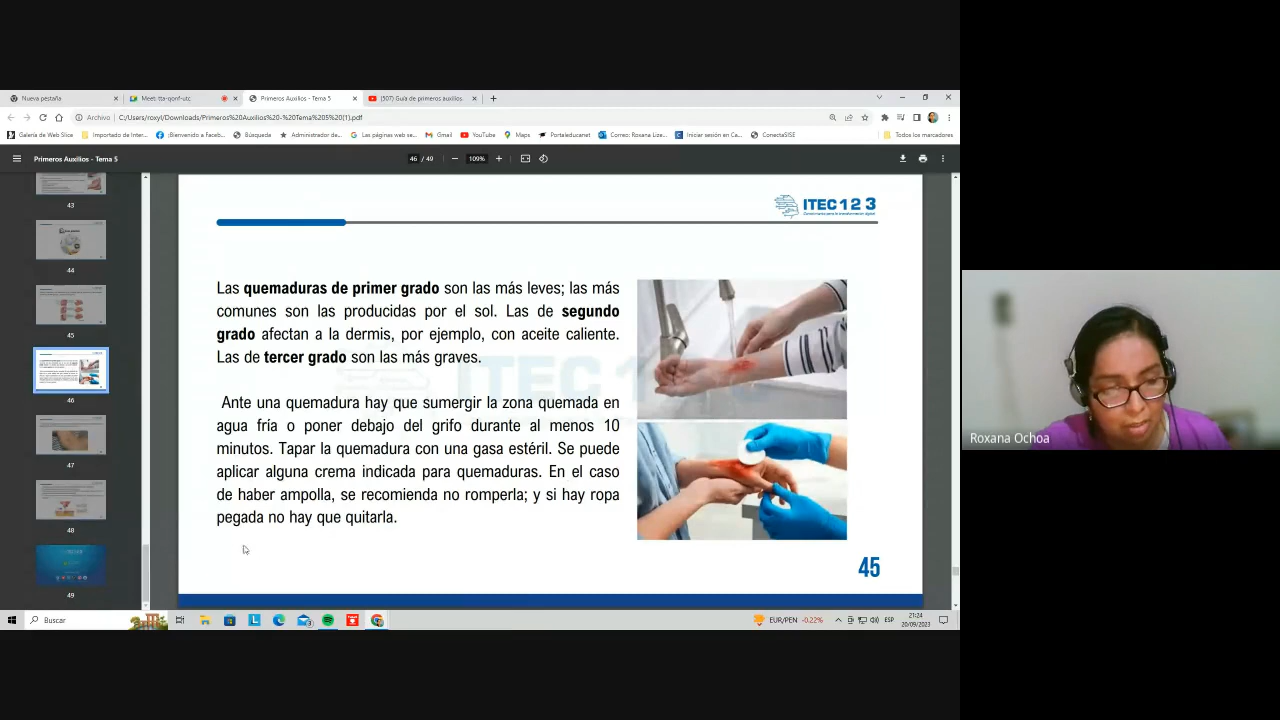 Nueva pestaña
Meet: tta-qonf-utc
Primeros Auxilios - Tema 5
(507) Guía de primeros auxilios
Archivo
C:/Users/roxyl/Downloads/Primeros%20Auxilios%20-%20Tema%205%20(1).pdf
Galería de Web Slice
Importado de Inter...
¡Bienvenido a Faceb...
Búsqueda
Administrador de...
Las páginas web se...
Gmail
YouTube
Maps
Portaleducanet
Correo: Roxana Lize...
Iniciar sesión en Ca...
ConectaSISE
Todos los marcadores
Primeros Auxilios - Tema 5
46 / 49
109%
43
44
45
46
47
48
49
ITEC 1 2 3
Las quemaduras de primer grado son las más leves; las más
comunes son las producidas por el sol. Las de segundo
grado afectan a la dermis, por ejemplo, con aceite caliente.
Las de tercer grado son las más graves.
Ante una quemadura hay que sumergir la zona quemada en
agua fría o poner debajo del grifo durante al menos 10
minutos. Tapar la quemadura con una gasa estéril. Se puede
aplicar alguna crema indicada para quemaduras. En el caso
de haber ampolla, se recomienda no romperla; y si hay ropa
pegada no hay que quitarla.
45
Roxana Ochoa
Buscar
EUR/PEN -0.22%
ESP
21:24
20/09/2023